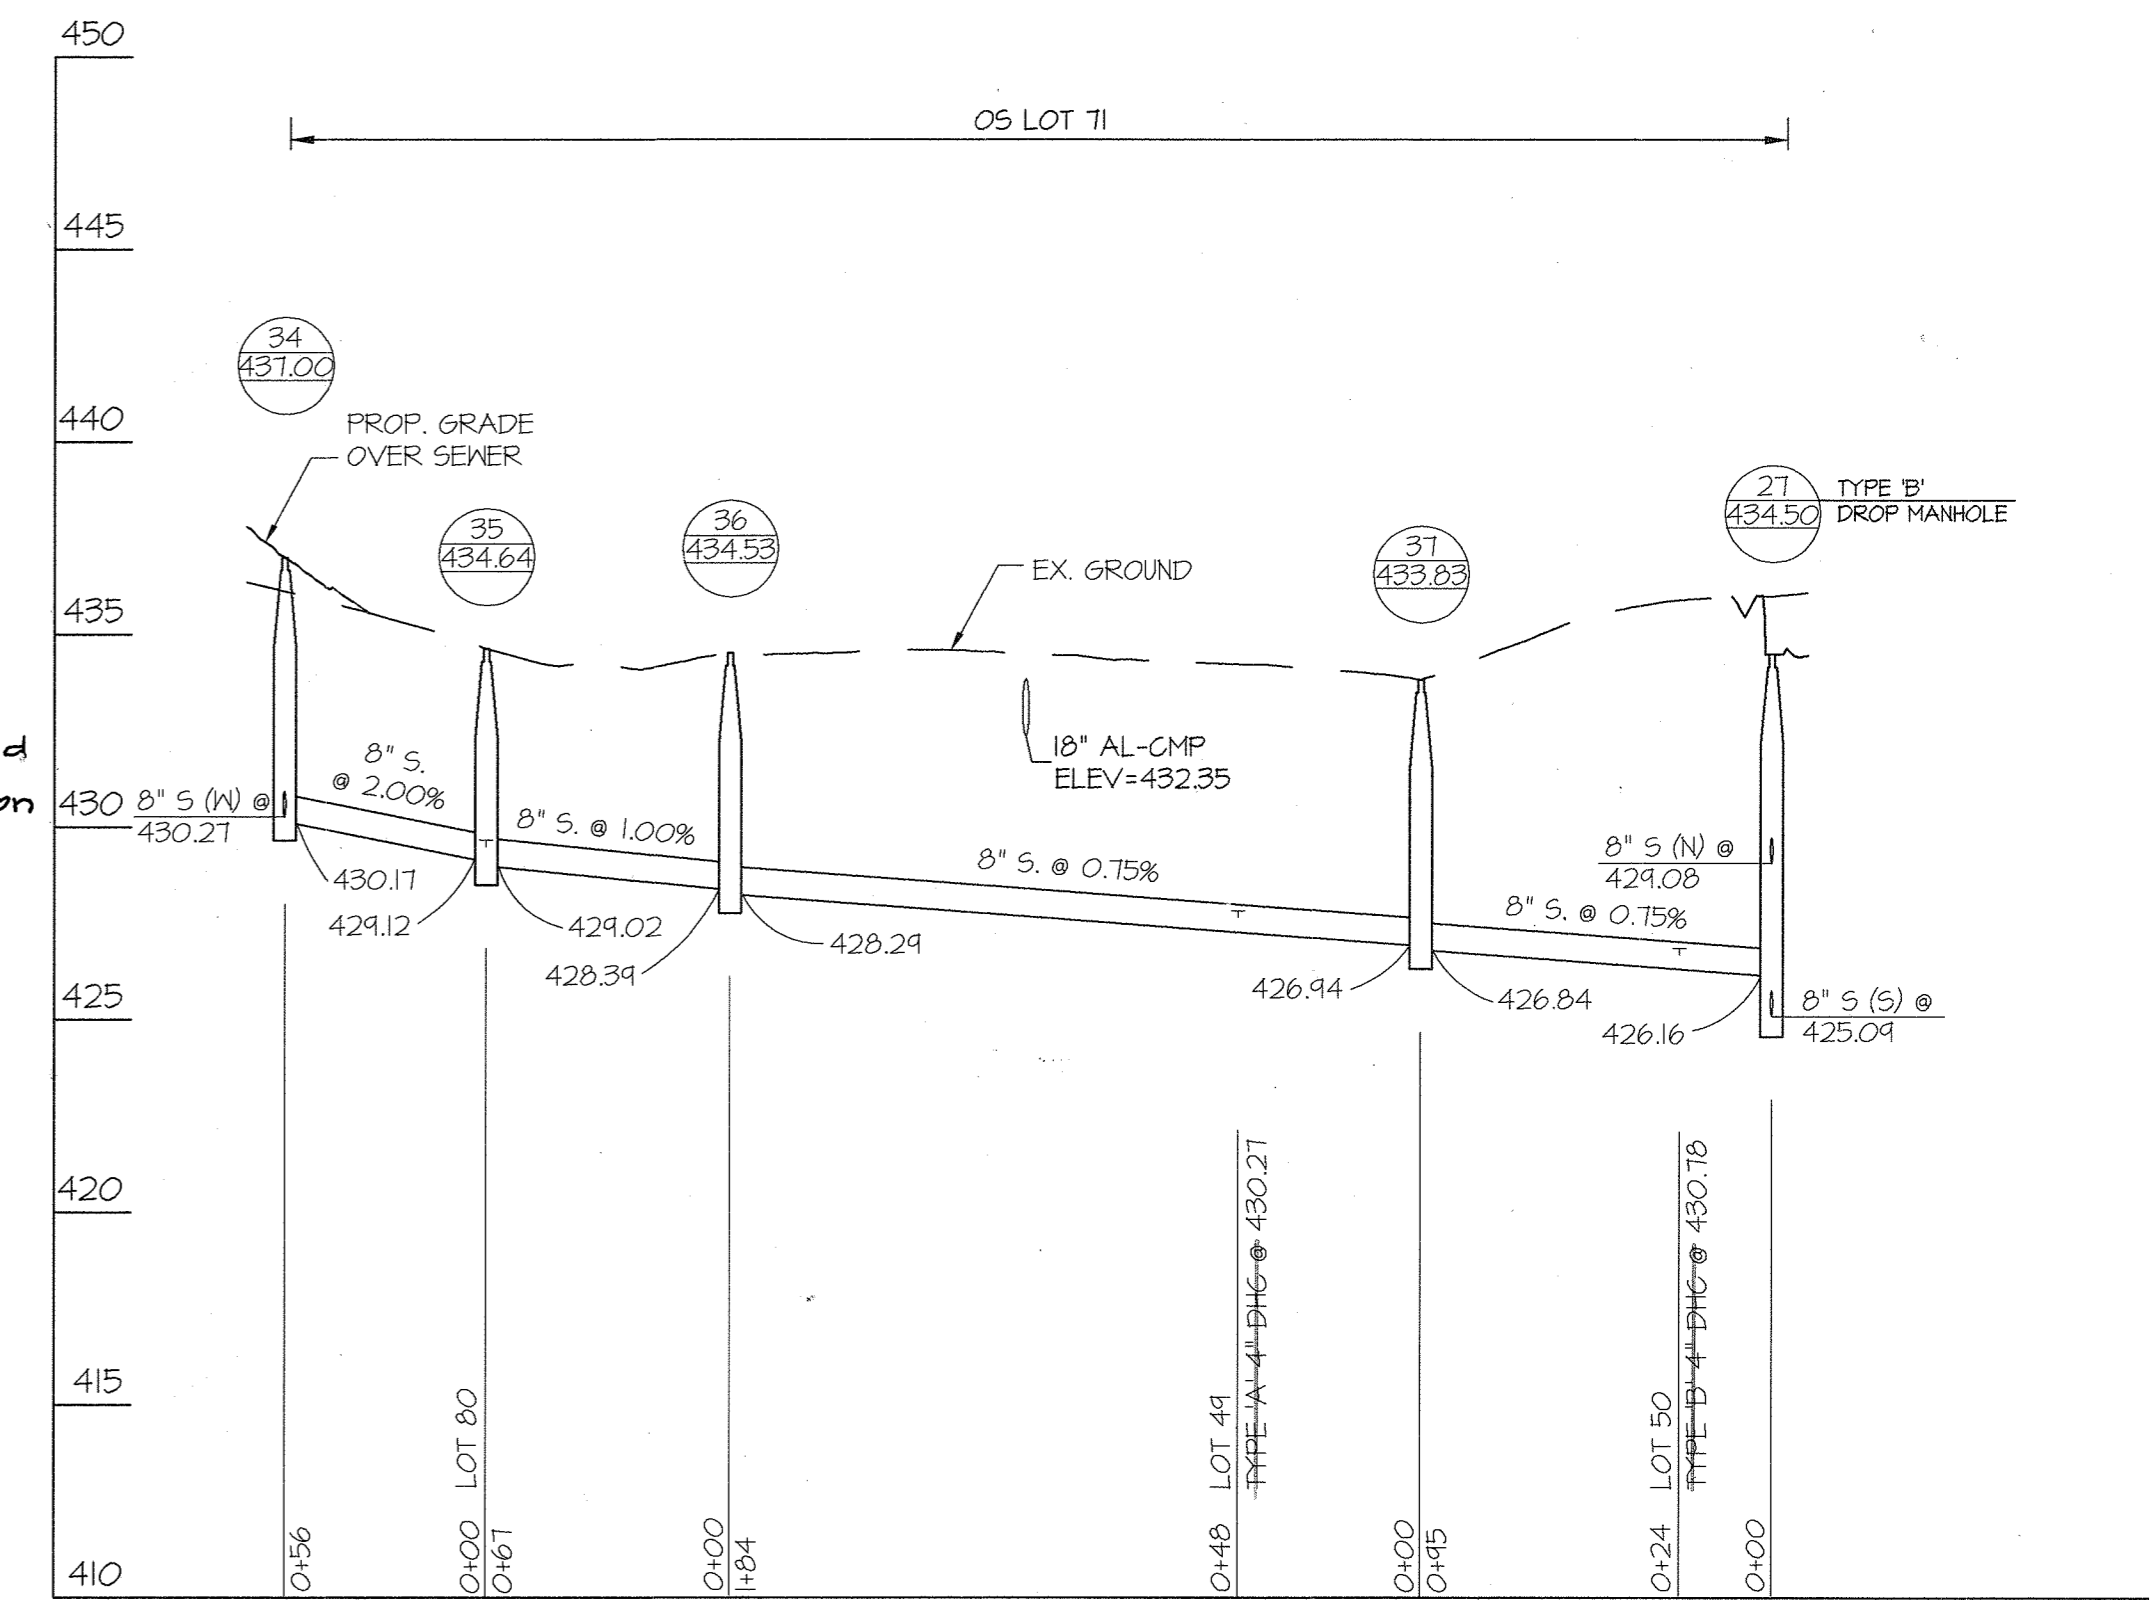 450
OS LOT 71
445
34
437.00
440
PROP. GRADE
OVER SEWER
35
434.64
36
434.53
EX. GROUND
37
433.83
27
434.50
TYPE 'B'
DROP MANHOLE
435
18" AL-CMP
ELEV=432.35
d
on
430
8" S (W) @
430.27
8" S.
@ 2.00%
8" S. @ 1.00%
8" S. @ 0.75%
8" S. @ 0.75%
8" S (N) @
429.08
430.17
429.12
429.02
428.39
428.29
426.94
426.84
426.16
8" S (S) @
425.09
425
420
415
410
0+56
0+00 LOT 80
0+67
0+00
1+84
0+48 LOT 49
TYPE 'A' 4" DHC @ 430.27
0+00
0+95
0+24 LOT 50
TYPE 'B' 4" DHC @ 430.78
0+00